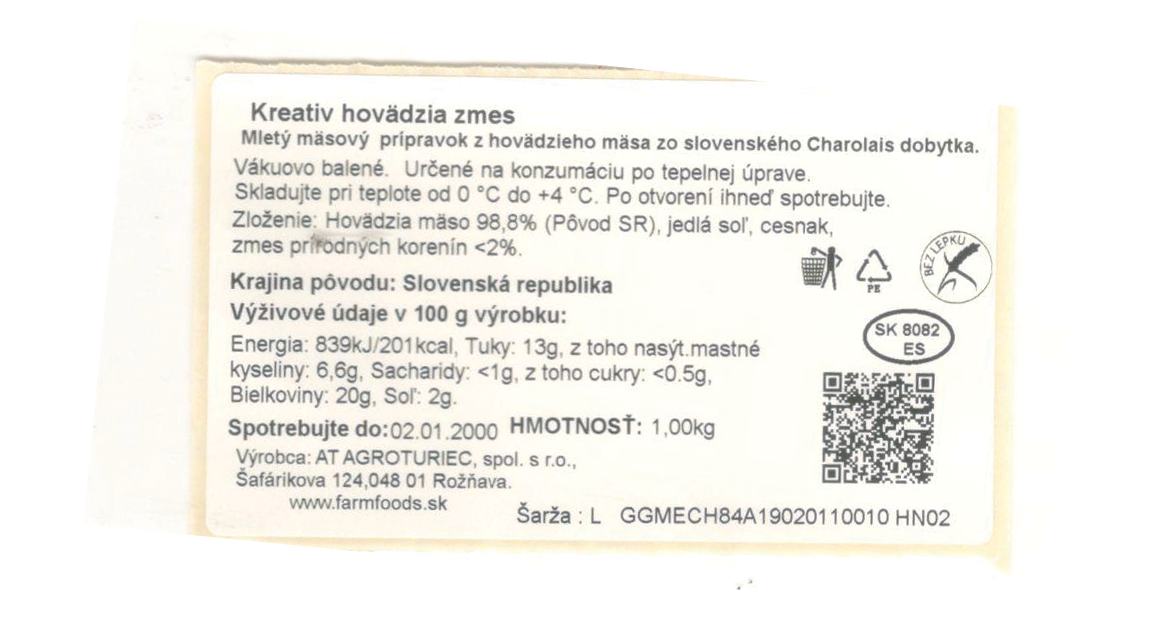 Kreativ hovädzia zmes
Mletý mäsový prípravok z hovädzieho mäsa zo slovenského Charolais dobytka.
Vákuovo balené. Určené na konzumáciu po tepelnej úprave.
Skladujte pri teplote od 0 °C do +4 °C. Po otvorení ihneď spotrebujte.
Zloženie: Hovädzia mäso 98,8% (Pôvod SR), jedlá soľ, cesnak,
zmes prírodných korenín <2%.
BEZ LEPKU
PE
Krajina pôvodu: Slovenská republika
Výživové údaje v 100 g výrobku:
SK 8082
ES
Energia: 839kJ/201kcal, Tuky: 13g, z toho nasýt.mastné
kyseliny: 6,6g, Sacharidy: <1g, z toho cukry: <0.5g,
Bielkoviny: 20g, Soľ: 2g.
Spotrebujte do:02.01.2000 HMOTNOSŤ: 1,00kg
Výrobca: AT AGROTURIEC, spol. s r.o.,
Šafárikova 124,048 01 Rožňava.
www.farmfoods.sk
Šarža : L GGMECH84A19020110010 HN02